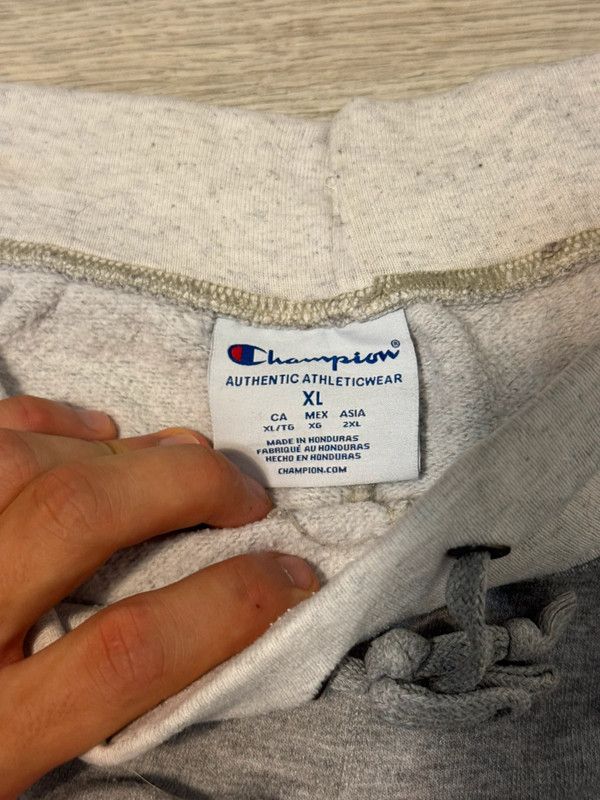 Champion®
AUTHENTIC ATHLETICWEAR
XL
CA MEX ASIA
XL/TG XG 2XL
MADE IN HONDURAS
FABRIQUÉ AU HONDURAS
HECHO EN HONDURAS
CHAMPION.COM